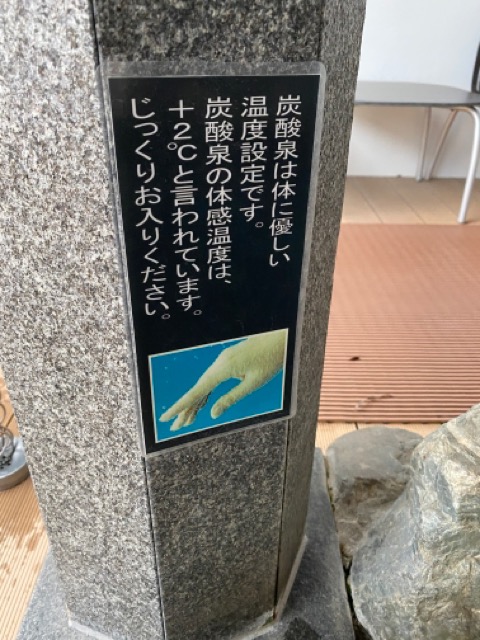 炭酸泉は体に優しい
温度設定です。
炭酸泉の体感温度は、
+2℃と言われています。
じっくりお入りください。